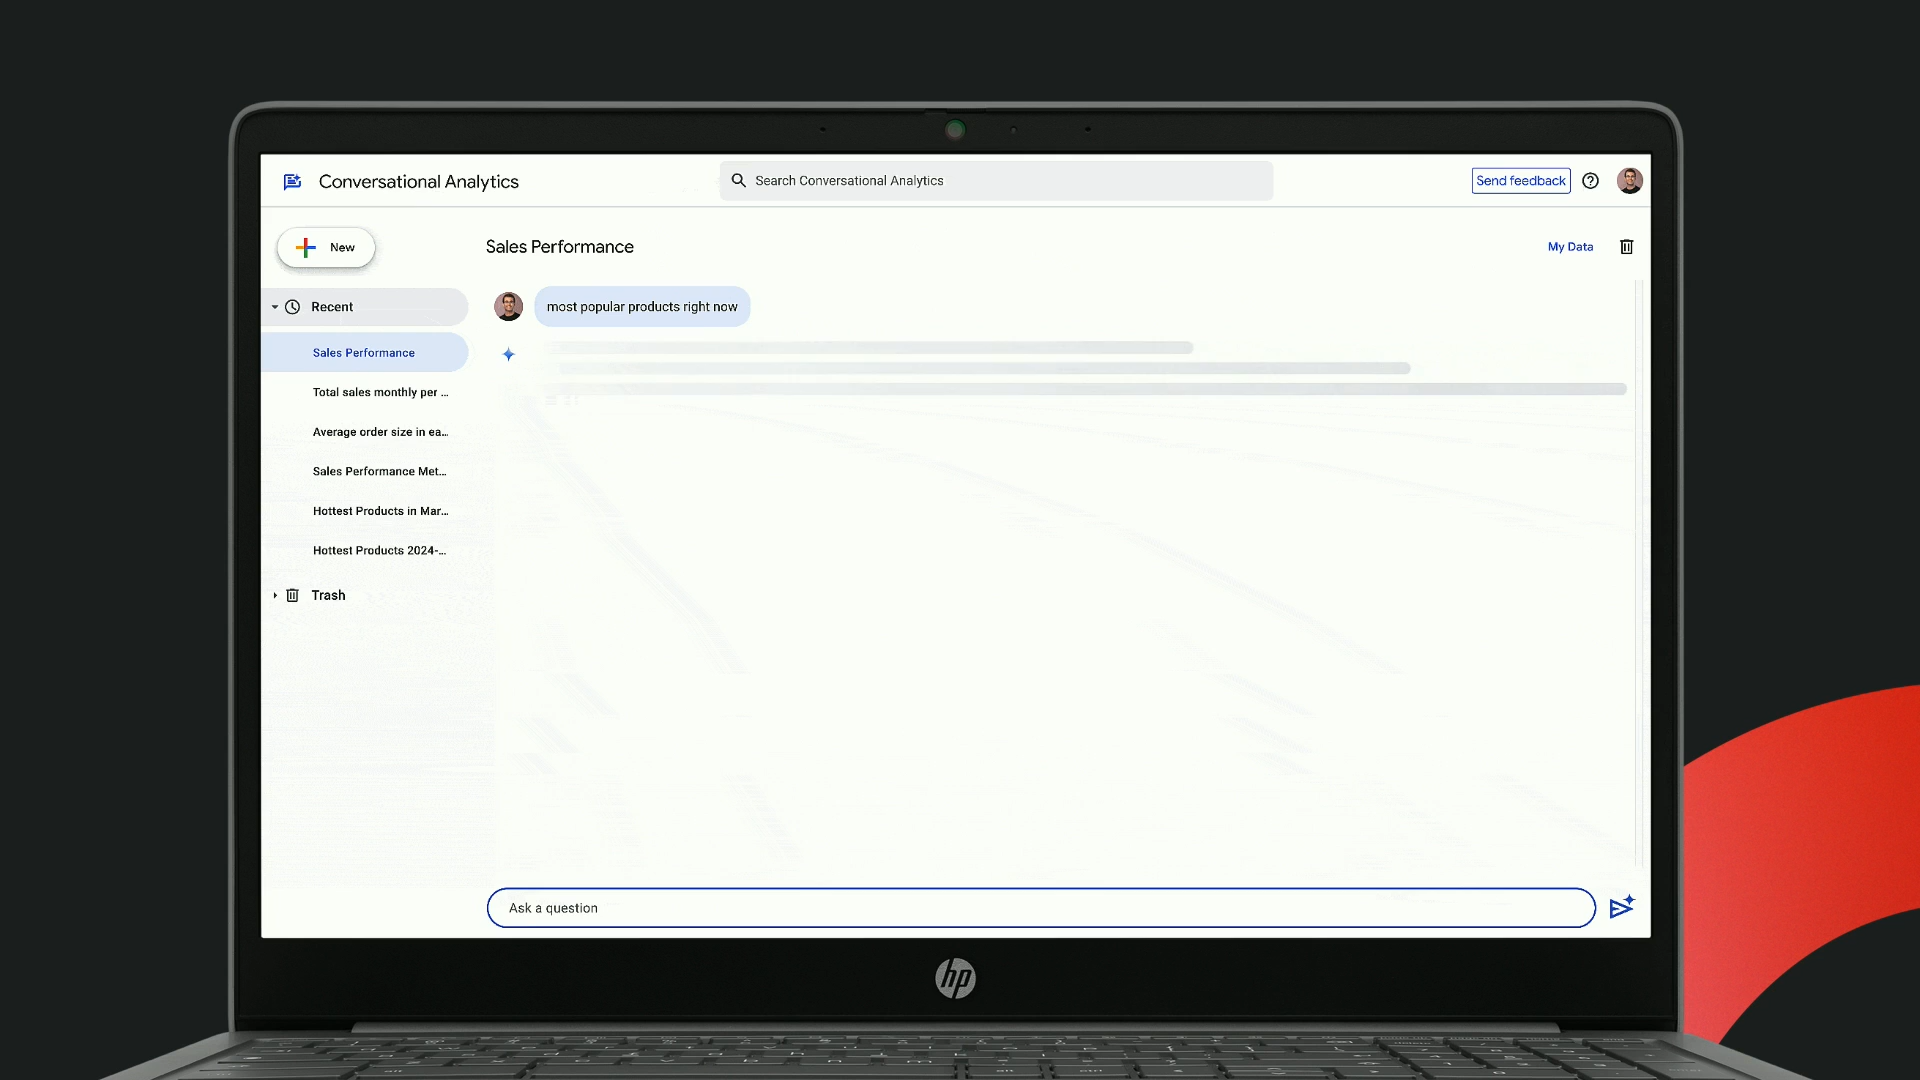 Conversational Analytics
Search Conversational Analytics
Send feedback
New
Sales Performance
My Data
Recent
most popular products right now
Sales Performance
Total sales monthly per ...
Average order size in ea...
Sales Performance Met...
Hottest Products in Mar...
Hottest Products 2024-...
Trash
Ask a question
hp